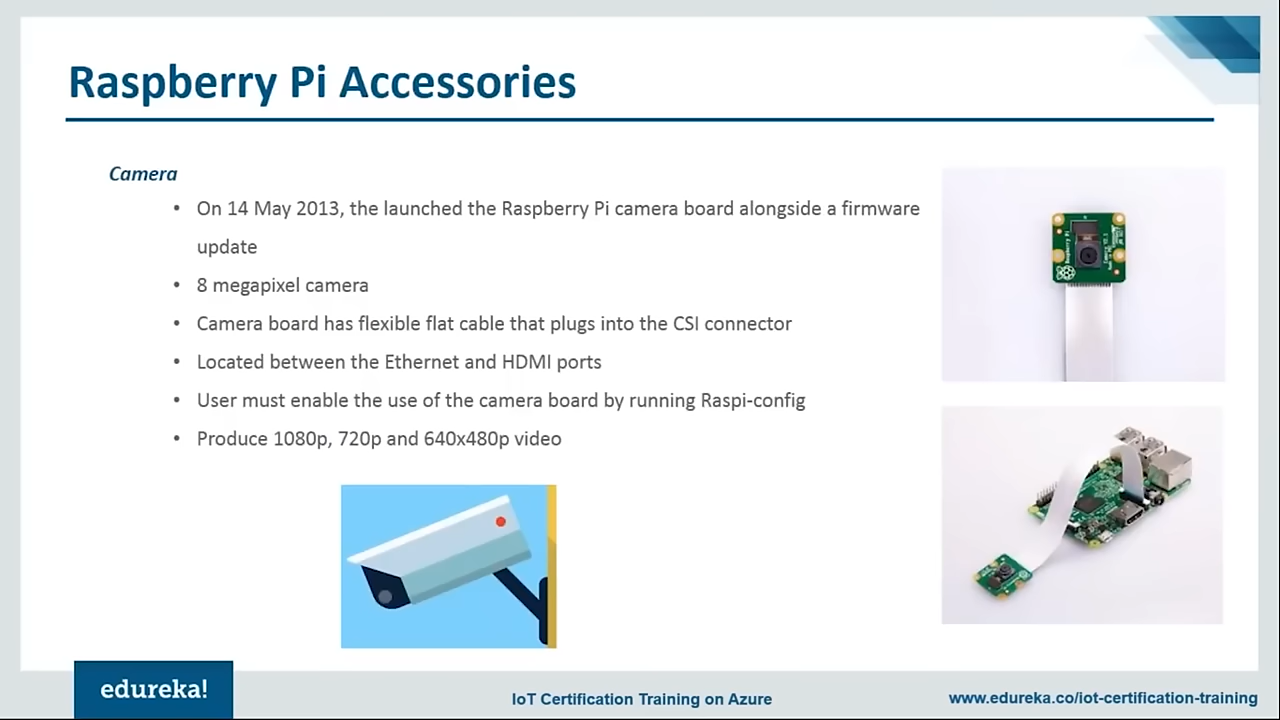 Raspberry Pi Accessories
Camera
• On 14 May 2013, the launched the Raspberry Pi camera board alongside a firmware
update
• 8 megapixel camera
• Camera board has flexible flat cable that plugs into the CSI connector
• Located between the Ethernet and HDMI ports
• User must enable the use of the camera board by running Raspi-config
• Produce 1080p, 720p and 640x480p video
edureka!
IoT Certification Training on Azure
www.edureka.co/iot-certification-training